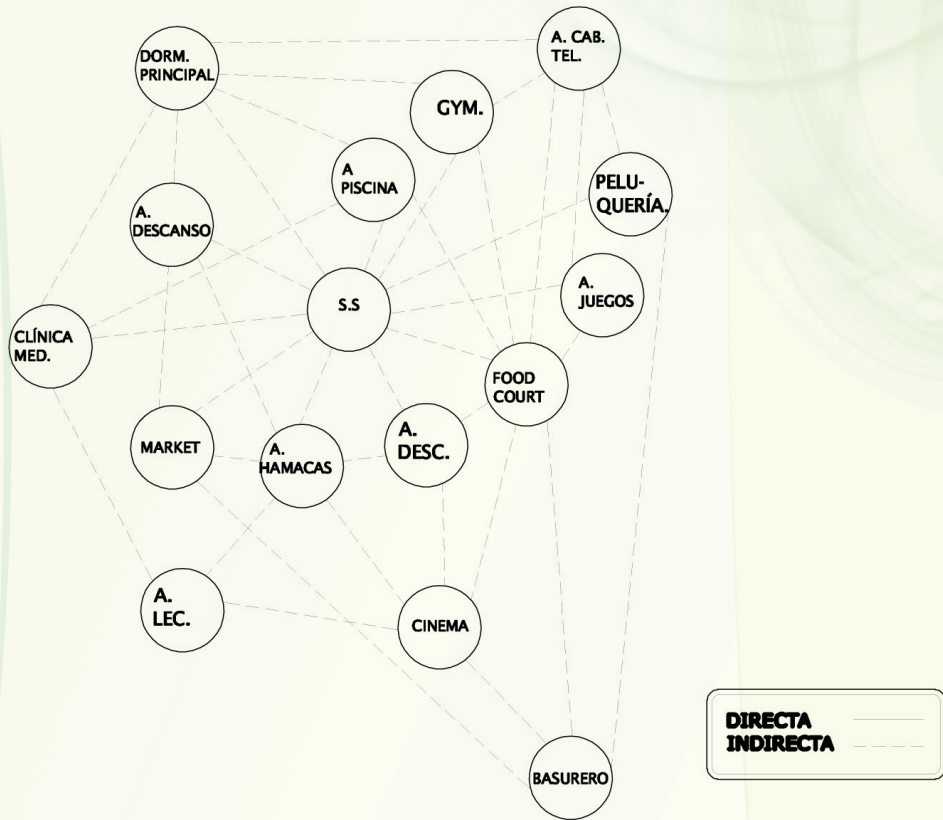 DORM.
PRINCIPAL
A. CAB.
TEL.
GYM.
A
PISCINA
PELU-
QUERÍA.
A.
DESCANSO
S.S
A.
JUEGOS
CLÍNICA
MED.
FOOD
COURT
MARKET
A.
HAMACAS
A.
DESC.
A.
LEC.
CINEMA
BASURERO
DIRECTA
INDIRECTA